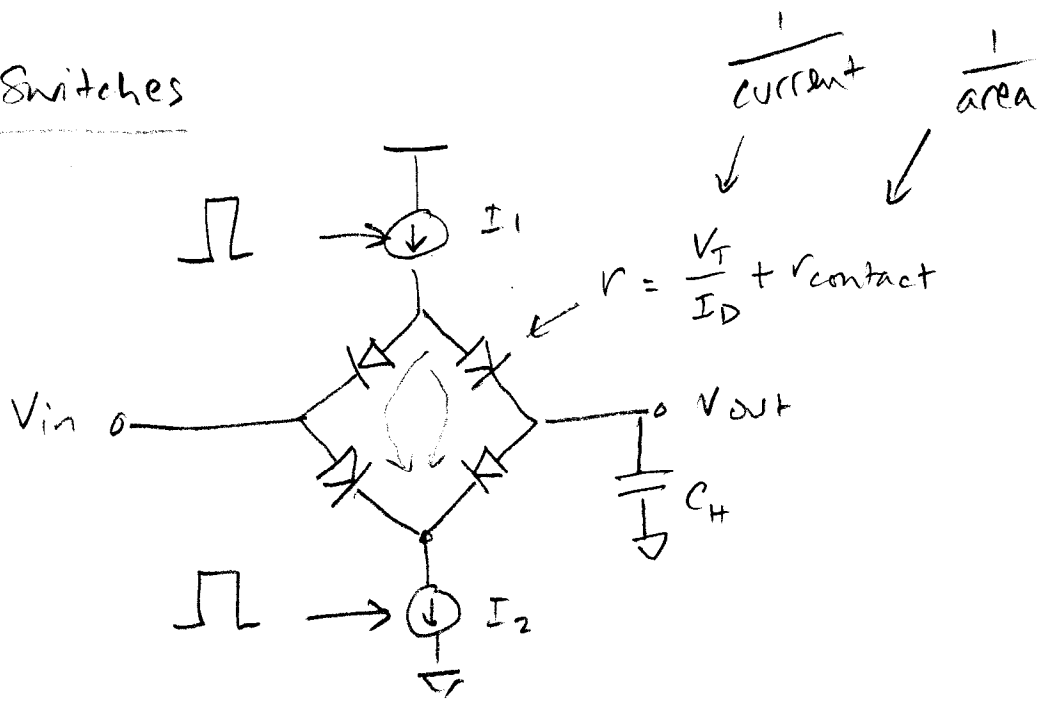 Switches
1
current
1
area
I1
r = VT/ID + rcontact
Vin
Vout
CH
I2